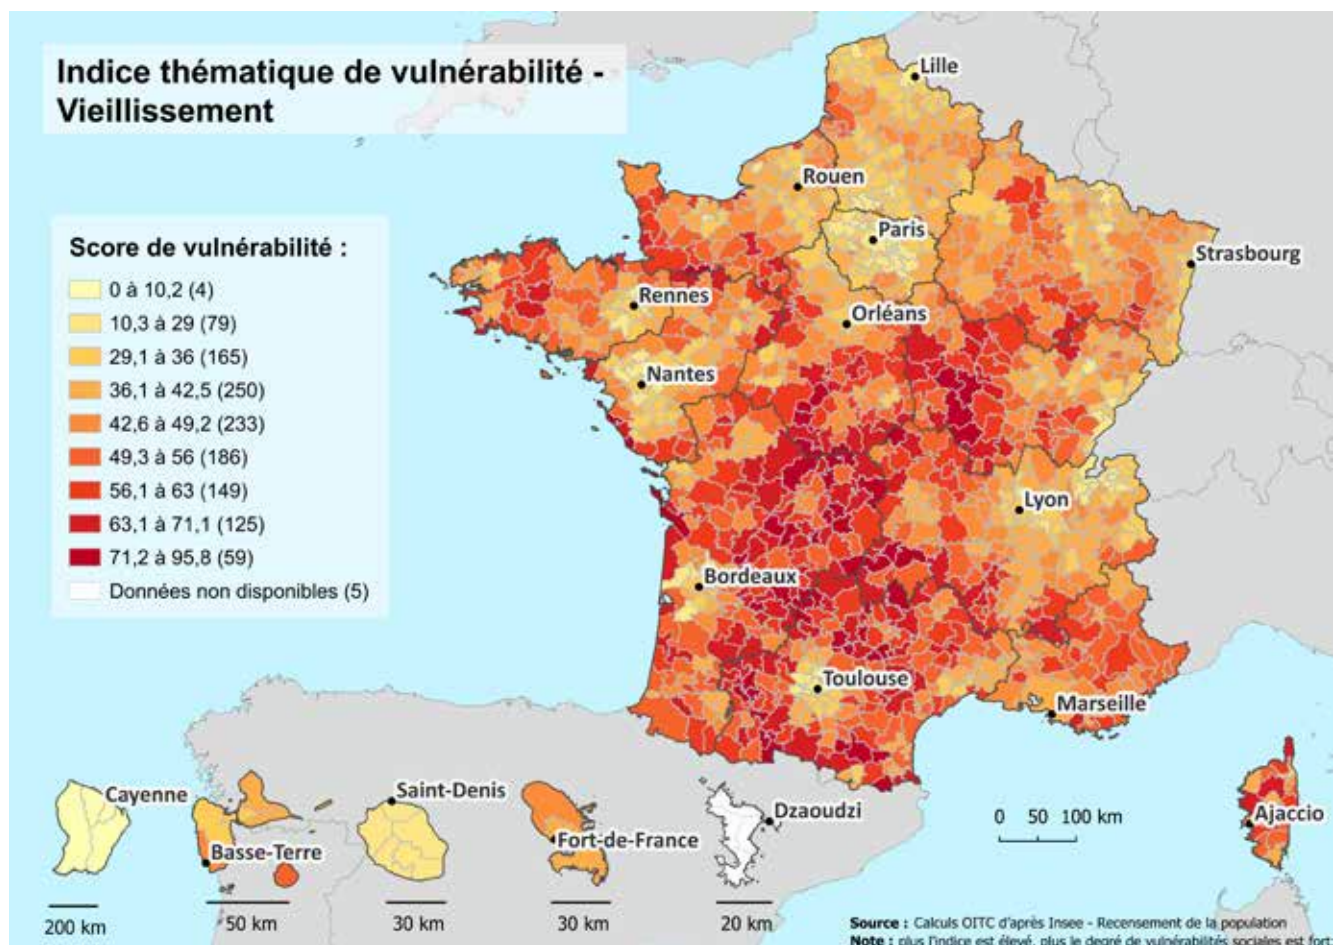 Indice thématique de vulnérabilité -
Vieillissement
Score de vulnérabilité :
0 à 10,2 (4)
10,3 à 29 (79)
29,1 à 36 (165)
36,1 à 42,5 (250)
42,6 à 49,2 (233)
49,3 à 56 (186)
56,1 à 63 (149)
63,1 à 71,1 (125)
71,2 à 95,8 (59)
Données non disponibles (5)
Lille
Rouen
Paris
Strasbourg
Rennes
Orléans
Nantes
Lyon
Bordeaux
Toulouse
Marseille
Ajaccio
Cayenne
Basse-Terre
Saint-Denis
Fort-de-France
Dzaoudzi
0 50 100 km
200 km
50 km
30 km
30 km
20 km
Source : Calculs OITC d'après Insee - Recensement de la population
Note : plus l'indice est élevé, plus le degré de vulnérabilités sociales est fort